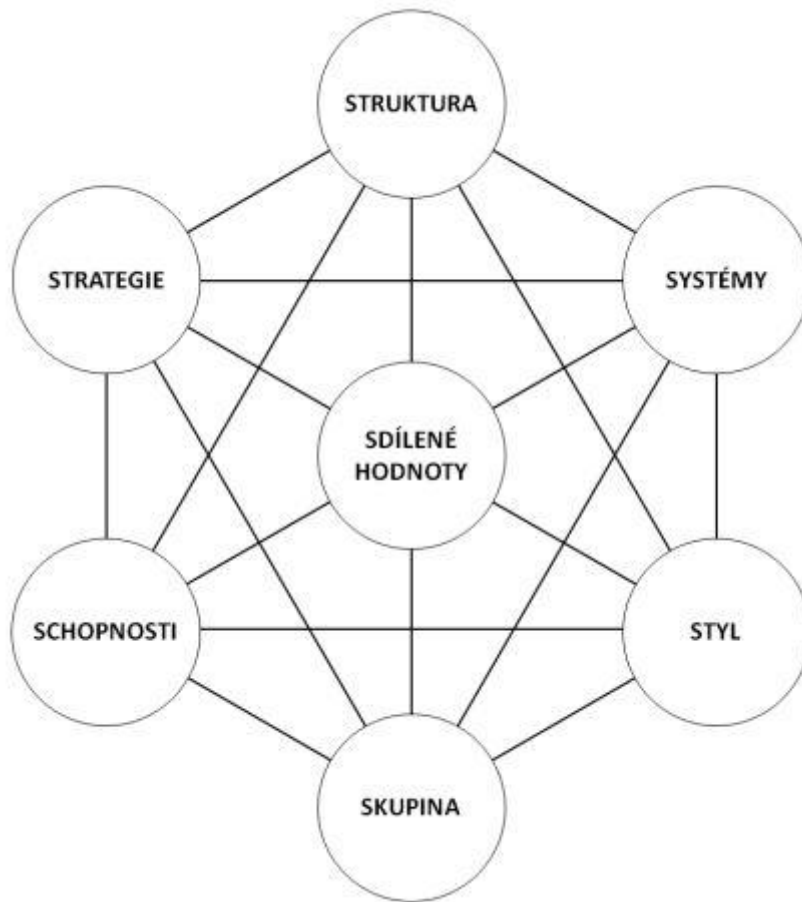 STRUKTURA
STRATEGIE
SYSTÉMY
SDÍLENÉ
HODNOTY
SCHOPNOSTI
STYL
SKUPINA